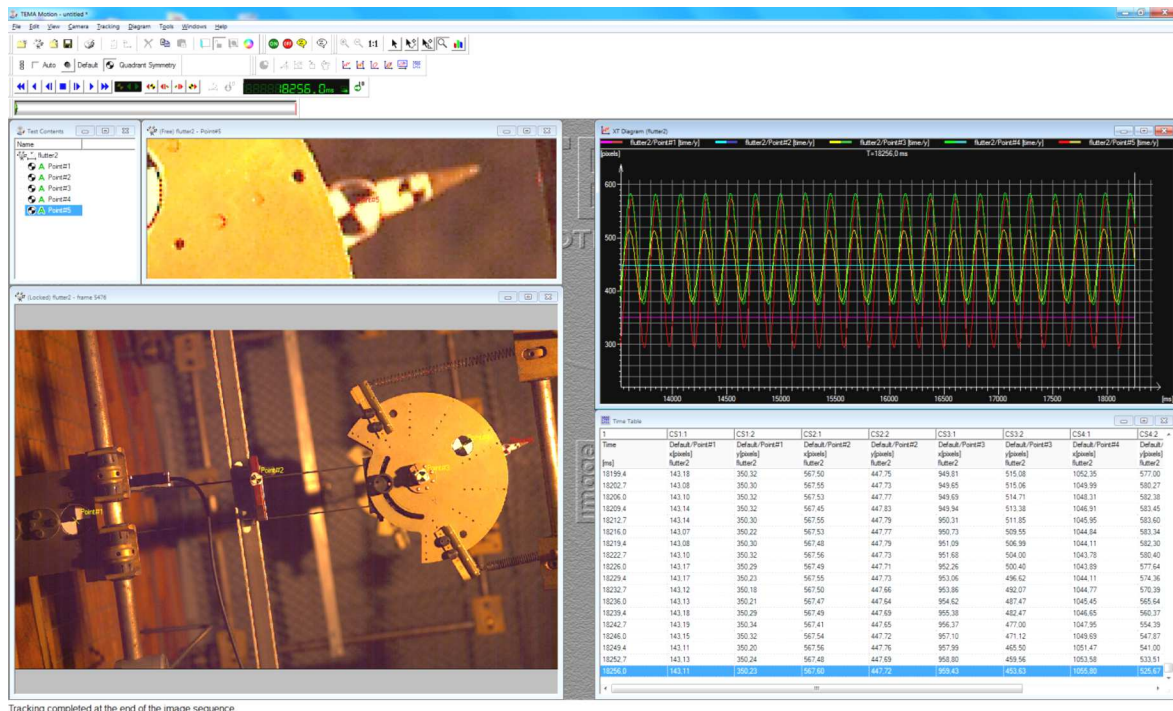 TEMA Motion - untitled *
File Edit View Camera Tracking Diagram Tools Windows Help
1:1
Auto Default Quadrant Symmetry
18256,0ms
Test Contents
Name
flutter2
Point#1
Point#2
Point#3
Point#4
Point#5
(Free) flutter2 - Point#5
(Locked) flutter2 - frame 5476
Point#1
Point#2
XT Diagram (flutter2)
flutter2/Point#1 [time/y] flutter2/Point#2 [time/y] flutter2/Point#3 [time/y] flutter2/Point#4 [time/y] flutter2/Point#5 [time/y]
[pixels] T=18256,0 ms
600
500
400
300
14000 14500 15000 15500 16000 16500 17000 17500 18000 [ms]
Time Table
1 CS1:1 CS1:2 CS2:1 CS2:2 CS3:1 CS3:2 CS4:1 CS4:2
Time Default/Point#1 Default/Point#1 Default/Point#2 Default/Point#2 Default/Point#3 Default/Point#3 Default/Point#4 Default/
x[pixels] y[pixels] x[pixels] y[pixels] x[pixels] y[pixels] x[pixels] y[pixels]
[ms] flutter2 flutter2 flutter2 flutter2 flutter2 flutter2 flutter2 flutter2
18199.4 143,18 350,32 567,50 447,75 949,81 515,08 1052,35 577,00
18202.7 143,08 350,30 567,55 447,73 949,65 515,06 1049,99 580,27
18206.0 143,10 350,32 567,53 447,77 949,69 514,71 1048,31 582,38
18209.4 143,14 350,32 567,45 447,83 949,94 513,38 1046,91 583,45
18212.7 143,14 350,30 567,55 447,79 950,31 511,85 1045,95 583,60
18216.0 143,07 350,22 567,53 447,77 950,73 509,55 1044,84 583,34
18219.4 143,08 350,30 567,48 447,79 951,09 506,99 1044,11 582,30
18222.7 143,10 350,32 567,56 447,73 951,68 504,00 1043,78 580,40
18226.0 143,17 350,29 567,49 447,71 952,26 500,40 1043,89 577,64
18229.4 143,17 350,23 567,55 447,73 953,06 496,62 1044,11 574,36
18232.7 143,12 350,18 567,50 447,66 953,86 492,07 1044,77 570,39
18236.0 143,13 350,21 567,47 447,64 954,62 487,47 1045,45 565,64
18239.4 143,18 350,29 567,49 447,69 955,38 482,47 1046,65 560,37
18242.7 143,19 350,34 567,41 447,65 956,37 477,00 1047,95 554,39
18246.0 143,15 350,32 567,54 447,72 957,10 471,12 1049,69 547,87
18249.4 143,11 350,20 567,56 447,76 957,99 465,50 1051,47 541,00
18252.7 143,13 350,24 567,48 447,69 958,80 459,56 1053,58 533,51
18256,0 143,11 350,23 567,60 447,72 959,43 453,63 1055,80 525,67
Tracking completed at the end of the image sequence